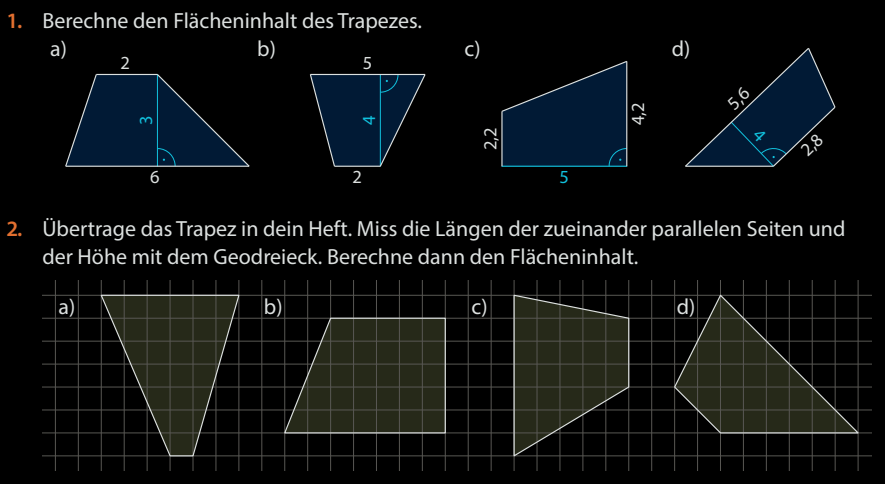 1. Berechne den Flächeninhalt des Trapezes.
a) b) c) d)
2 3 6
5 4 2
2,2 4,2 5
5,6 4 2,8
2. Übertrage das Trapez in dein Heft. Miss die Längen der zueinander parallelen Seiten und
der Höhe mit dem Geodreieck. Berechne dann den Flächeninhalt.
a) b) c) d)